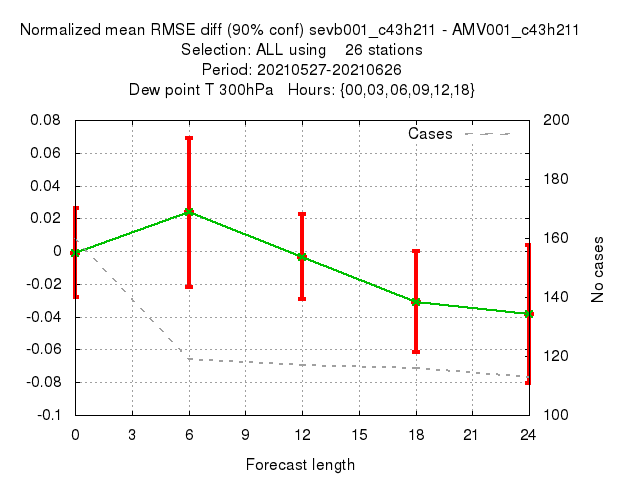 Normalized mean RMSE diff (90% conf) sevb001_c43h211 - AMV001_c43h211
Selection: ALL using    26 stations
Period: 20210527-20210626
Dew point T 300hPa   Hours: {00,03,06,09,12,18}
Cases
0.08
0.06
0.04
0.02
0
-0.02
-0.04
-0.06
-0.08
-0.1
200
180
160
140
120
100
No cases
0 3 6 9 12 15 18 21 24
Forecast length